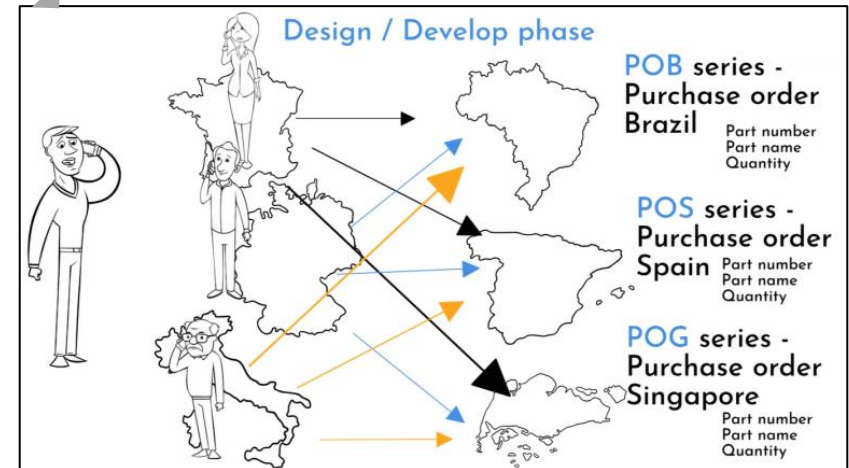 Design / Develop phase
POB series -
Purchase order
Brazil
Part number
Part name
Quantity
POS series -
Purchase order
Spain
Part number
Part name
Quantity
POG series -
Purchase order
Singapore
Part number
Part name
Quantity